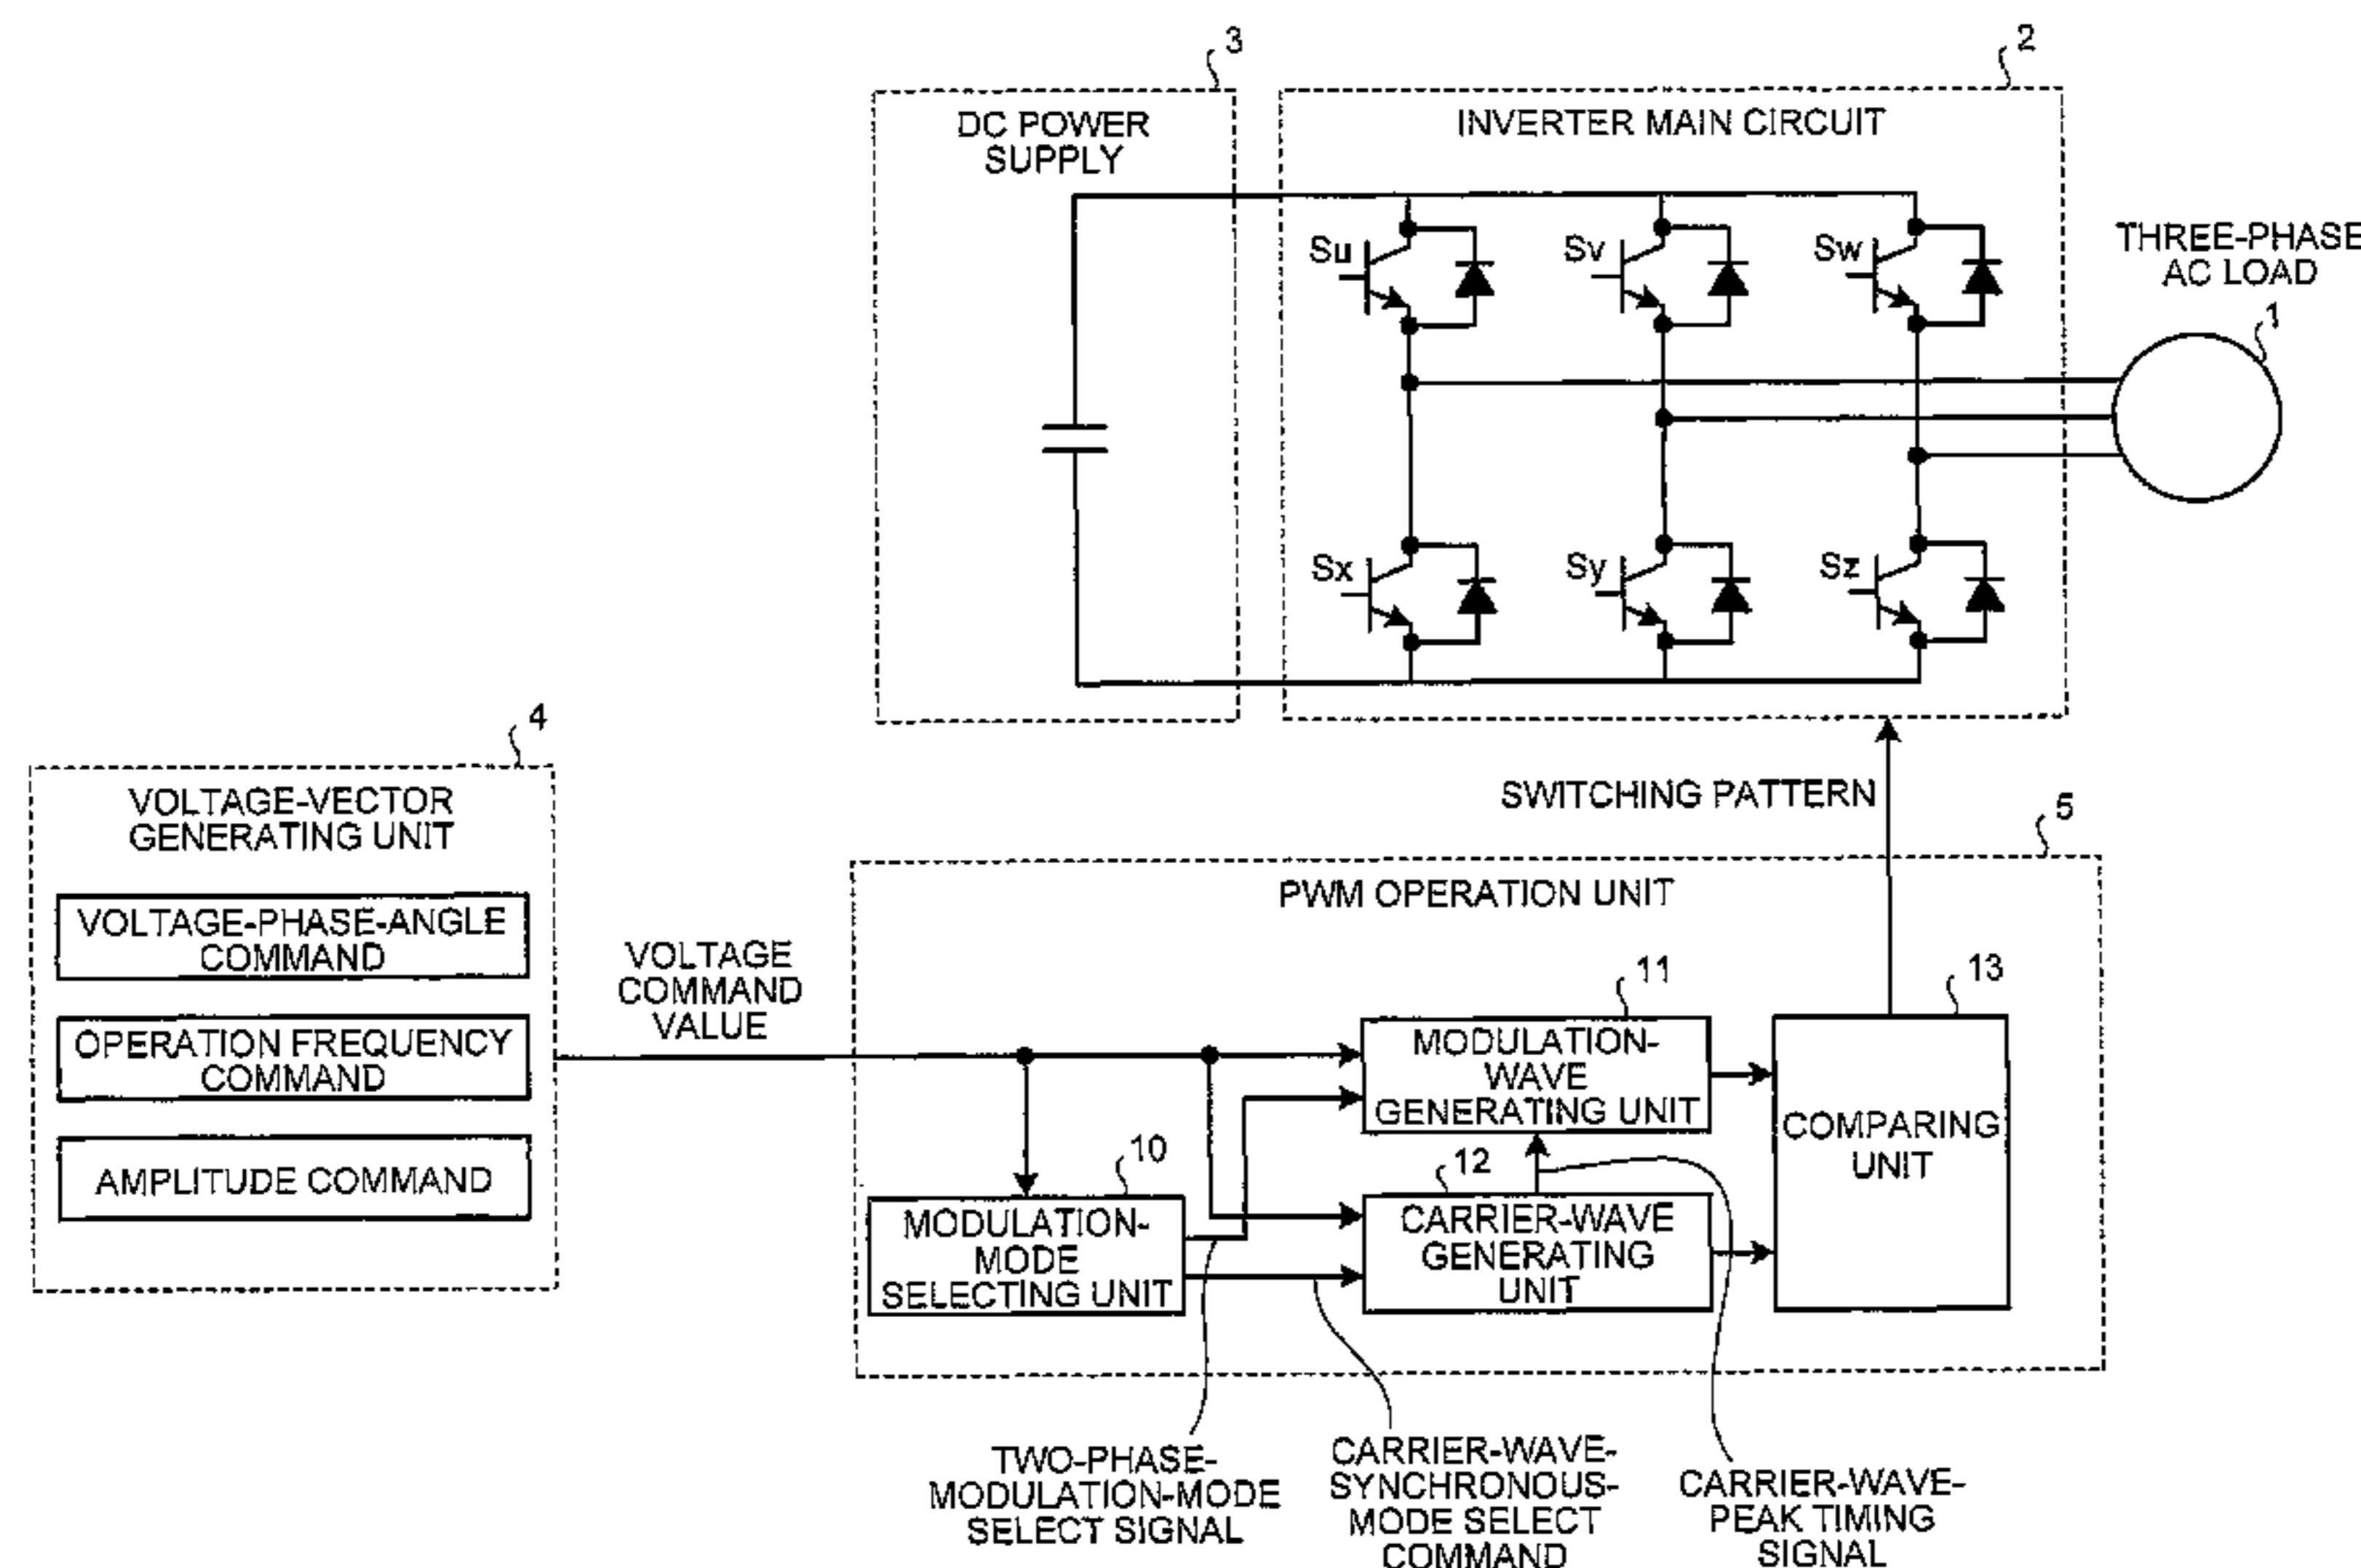 3
2
DC POWER
SUPPLY
INVERTER MAIN CIRCUIT
Su
Sv
Sw
THREE-PHASE
AC LOAD
1
Sx
Sy
Sz
4
VOLTAGE-VECTOR
GENERATING UNIT
VOLTAGE-PHASE-ANGLE
COMMAND
OPERATION FREQUENCY
COMMAND
AMPLITUDE COMMAND
VOLTAGE
COMMAND
VALUE
SWITCHING PATTERN
5
PWM OPERATION UNIT
11
MODULATION-
WAVE
GENERATING UNIT
13
COMPARING
UNIT
10
MODULATION-
MODE
SELECTING UNIT
12
CARRIER-WAVE
GENERATING
UNIT
TWO-PHASE-
MODULATION-MODE
SELECT SIGNAL
CARRIER-WAVE-
SYNCHRONOUS-
MODE SELECT
COMMAND
CARRIER-WAVE-
PEAK TIMING
SIGNAL